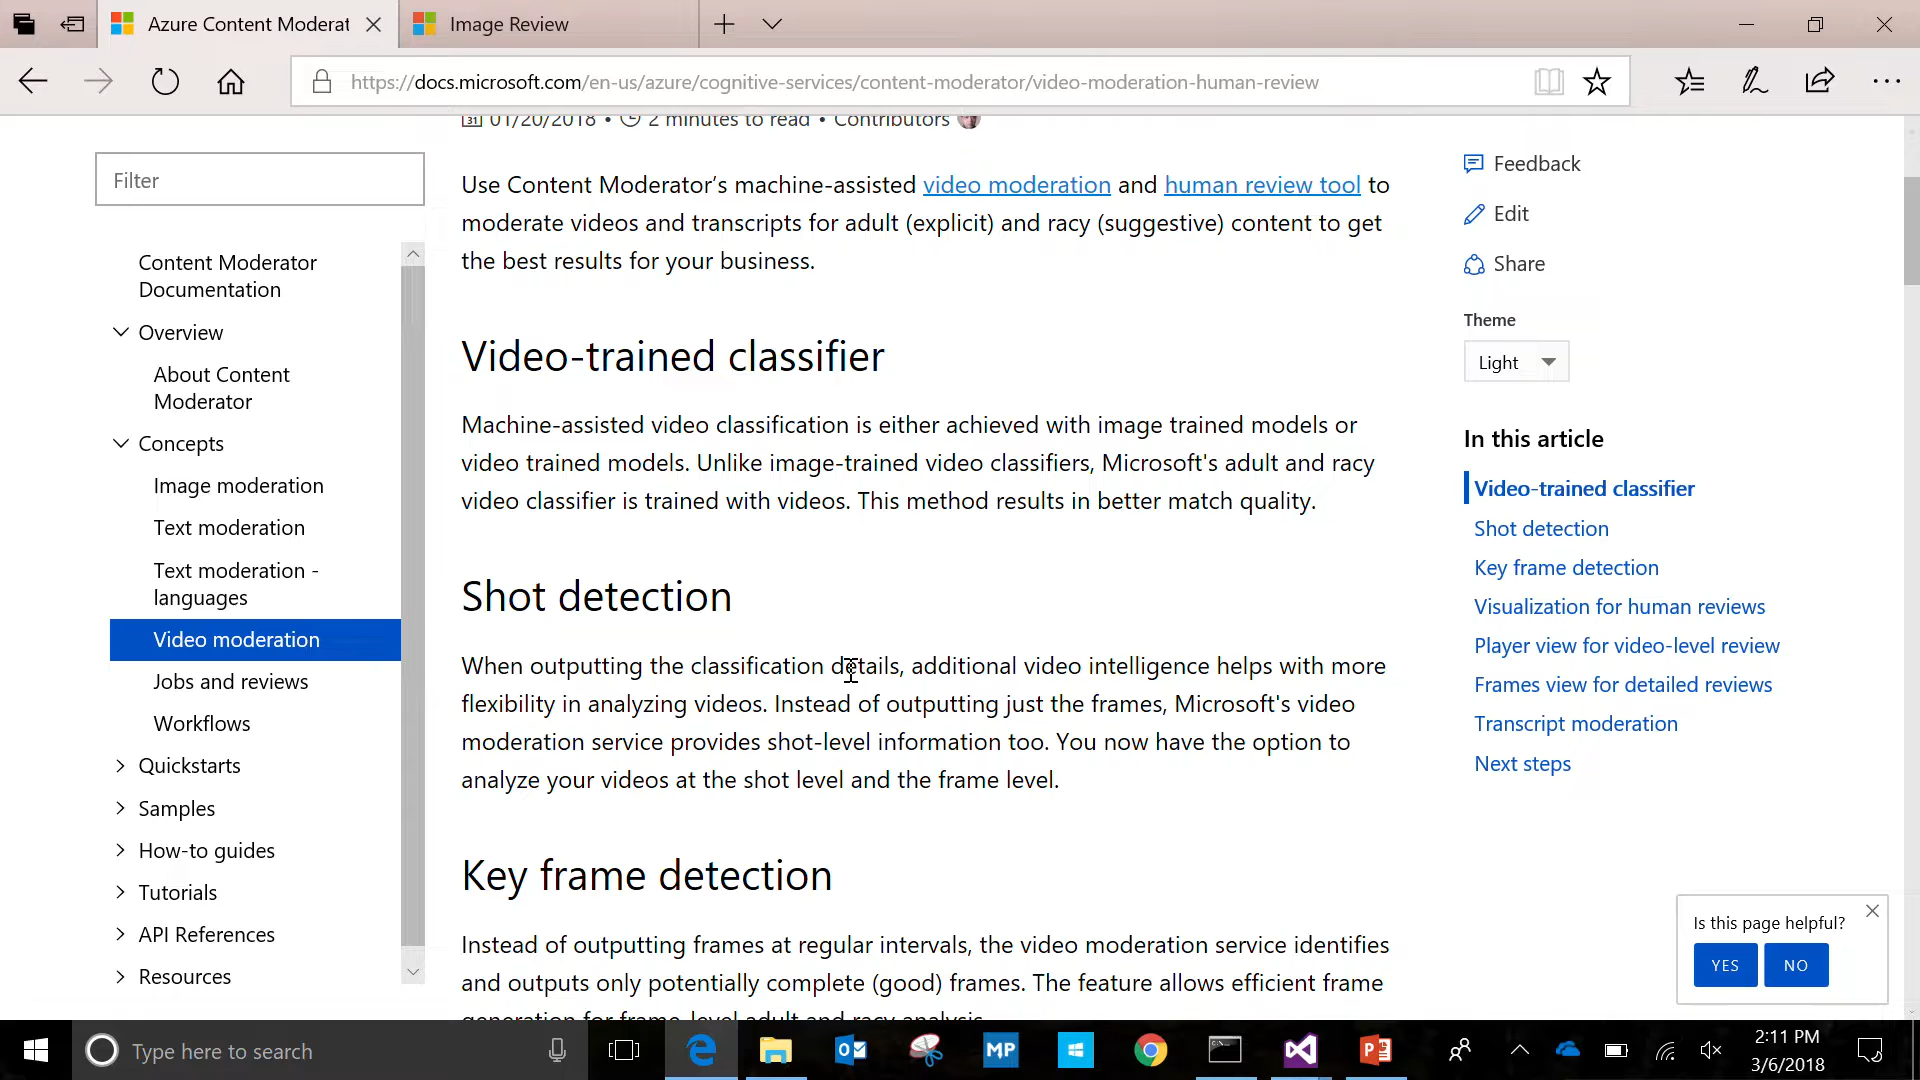 Azure Content Moderat
Image Review
https://docs.microsoft.com/en-us/azure/cognitive-services/content-moderator/video-moderation-human-review
Filter
Content Moderator
Documentation
Overview
About Content
Moderator
Concepts
Image moderation
Text moderation
Text moderation -
languages
Video moderation
Jobs and reviews
Workflows
Quickstarts
Samples
How-to guides
Tutorials
API References
Resources
31 01/20/2018 • 2 minutes to read • Contributors
Use Content Moderator’s machine-assisted video moderation and human review tool to
moderate videos and transcripts for adult (explicit) and racy (suggestive) content to get
the best results for your business.
Video-trained classifier
Machine-assisted video classification is either achieved with image trained models or
video trained models. Unlike image-trained video classifiers, Microsoft's adult and racy
video classifier is trained with videos. This method results in better match quality.
Shot detection
When outputting the classification details, additional video intelligence helps with more
flexibility in analyzing videos. Instead of outputting just the frames, Microsoft's video
moderation service provides shot-level information too. You now have the option to
analyze your videos at the shot level and the frame level.
Key frame detection
Instead of outputting frames at regular intervals, the video moderation service identifies
and outputs only potentially complete (good) frames. The feature allows efficient frame
generation for frame-level adult and racy analysis.
Feedback
Edit
Share
Theme
Light
In this article
Video-trained classifier
Shot detection
Key frame detection
Visualization for human reviews
Player view for video-level review
Frames view for detailed reviews
Transcript moderation
Next steps
Is this page helpful?
YES NO
Type here to search
MP
2:11 PM
3/6/2018